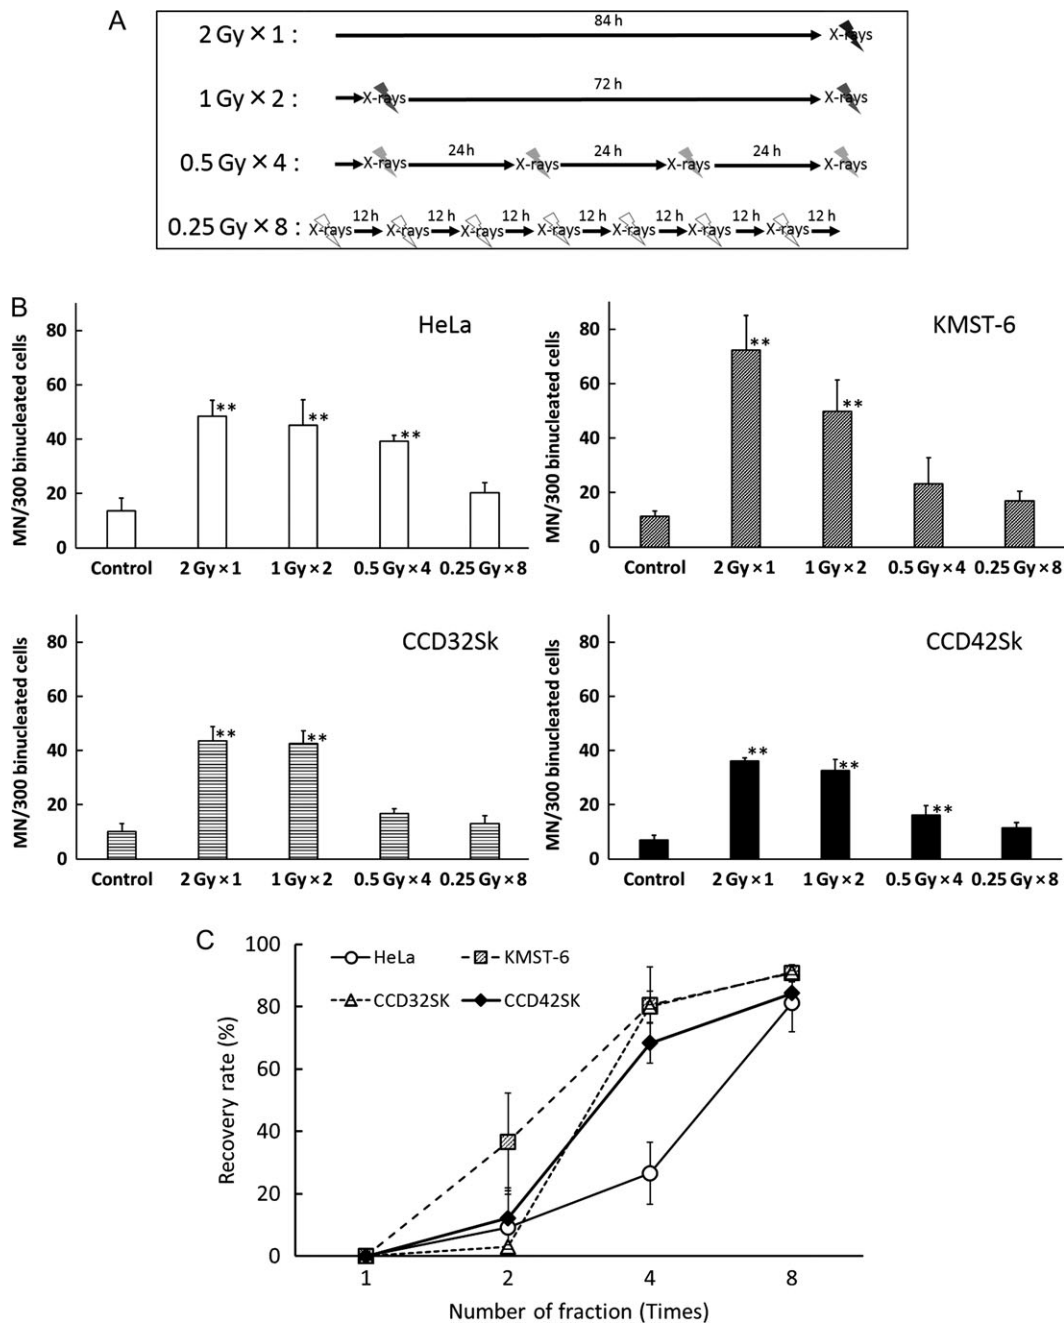 A
2 Gy × 1 :
84 h
X-rays
1 Gy × 2 :
X-rays
72 h
X-rays
0.5 Gy × 4 :
X-rays
24 h
X-rays
24 h
X-rays
24 h
X-rays
0.25 Gy × 8 :
X-rays
12 h
X-rays
12 h
X-rays
12 h
X-rays
12 h
X-rays
12 h
X-rays
12 h
X-rays
12 h
B
HeLa
MN/300 binucleated cells
80
60
40
20
0
** ** **
Control 2 Gy × 1 1 Gy × 2 0.5 Gy × 4 0.25 Gy × 8
KMST-6
MN/300 binucleated cells
80
60
40
20
0
** **
Control 2 Gy × 1 1 Gy × 2 0.5 Gy × 4 0.25 Gy × 8
CCD32Sk
MN/300 binucleated cells
80
60
40
20
0
** **
Control 2 Gy × 1 1 Gy × 2 0.5 Gy × 4 0.25 Gy × 8
CCD42Sk
MN/300 binucleated cells
80
60
40
20
0
** ** **
Control 2 Gy × 1 1 Gy × 2 0.5 Gy × 4 0.25 Gy × 8
C
HeLa KMST-6
CCD32SK CCD42SK
Recovery rate (%)
100
80
60
40
20
0
1 2 4 8
Number of fraction (Times)